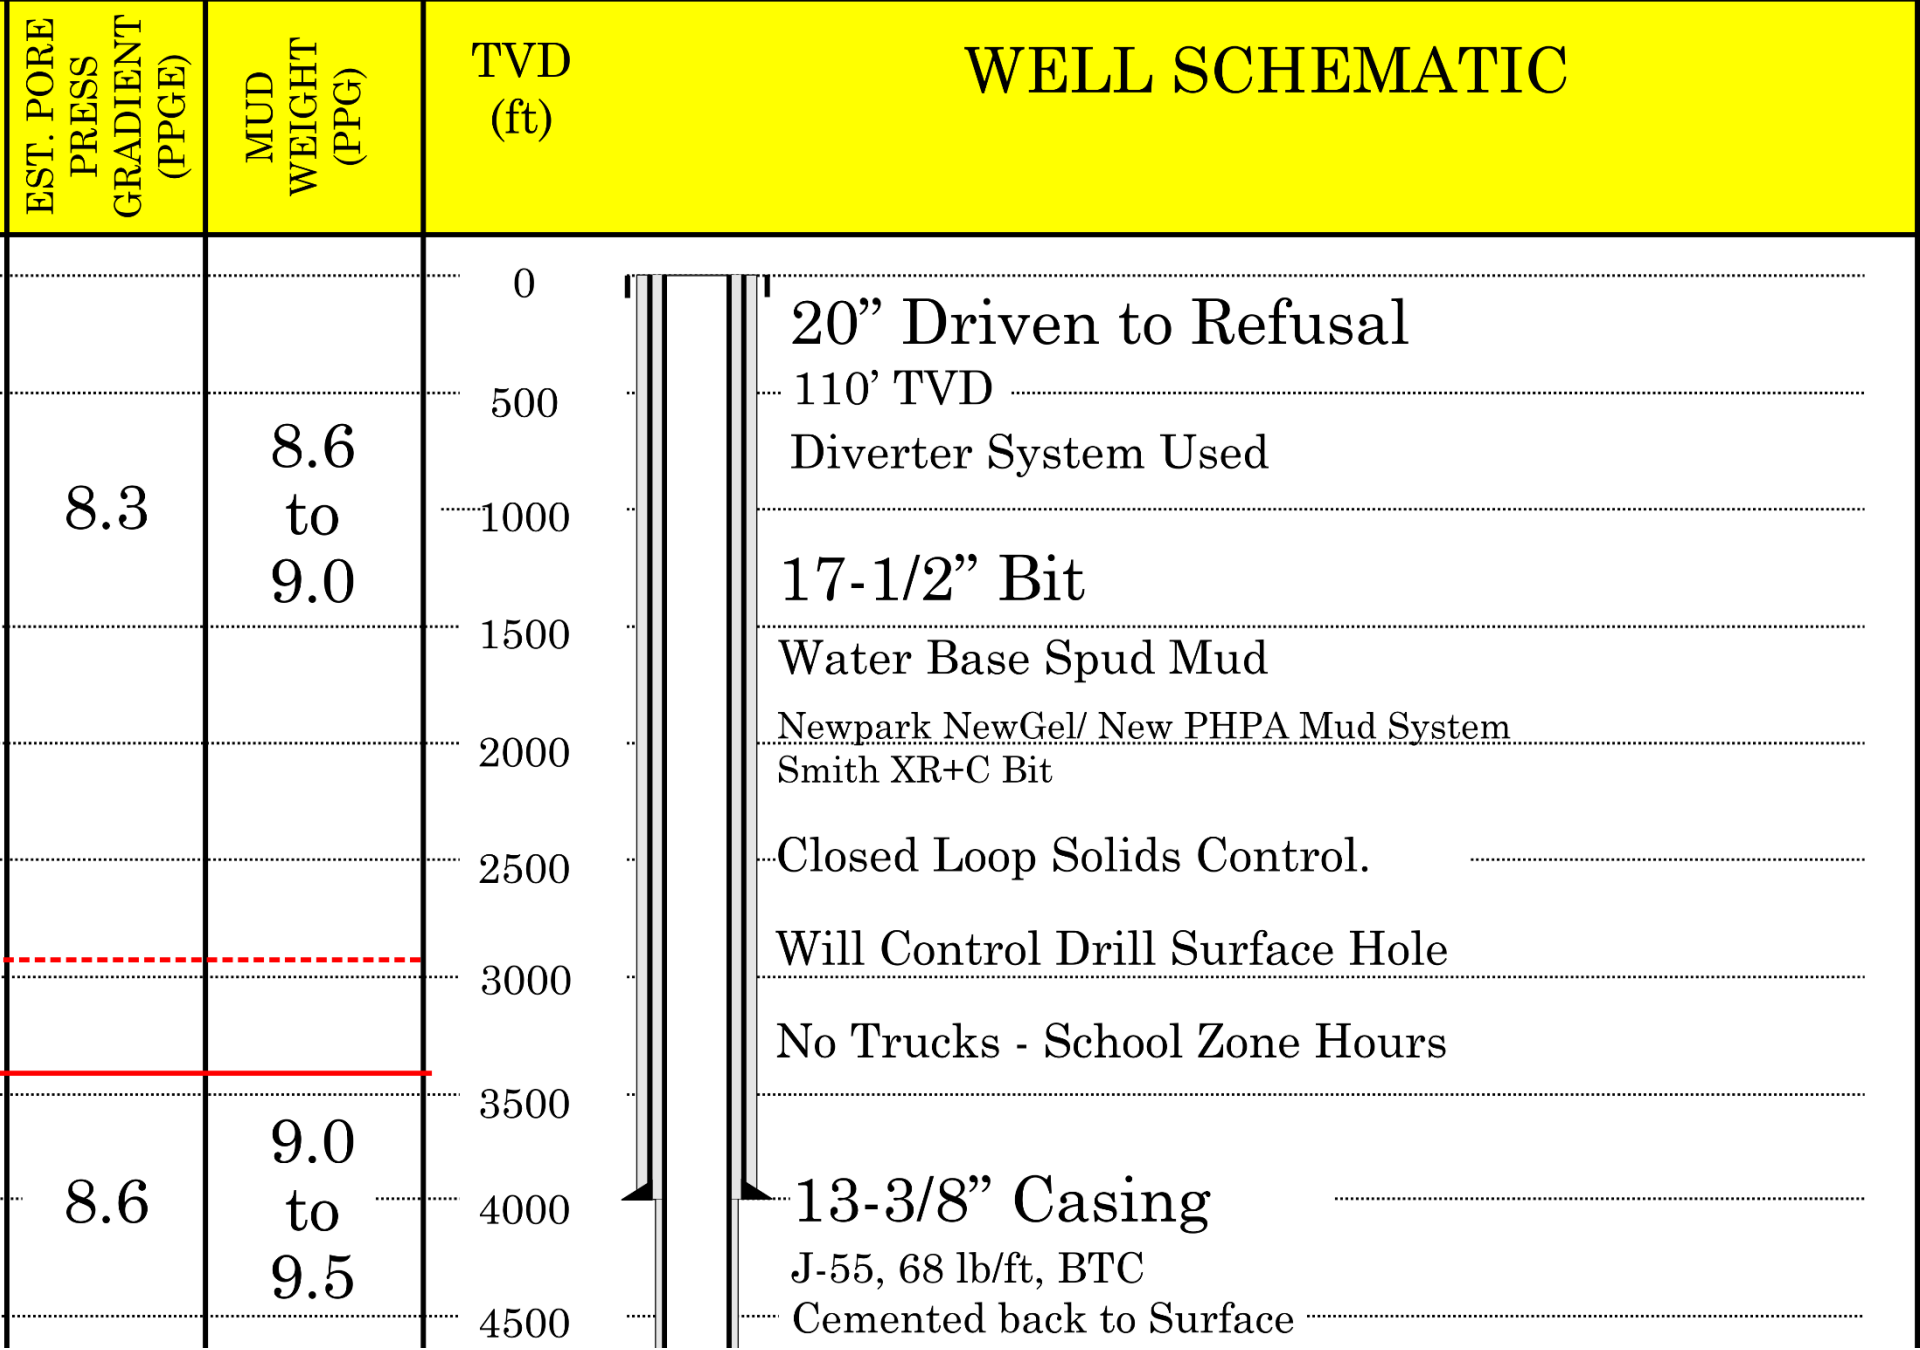 EST. PORE
PRESS
GRADIENT
(PPGE)
MUD
WEIGHT
(PPG)
TVD
(ft)
WELL SCHEMATIC
0
20” Driven to Refusal
500
110’ TVD
8.6
to
9.0
Diverter System Used
8.3
1000
17-1/2” Bit
1500
Water Base Spud Mud
Newpark NewGel/ New PHPA Mud System
2000
Smith XR+C Bit
2500
Closed Loop Solids Control.
Will Control Drill Surface Hole
3000
No Trucks - School Zone Hours
3500
9.0
to
9.5
8.6
4000
13-3/8” Casing
J-55, 68 lb/ft, BTC
4500
Cemented back to Surface